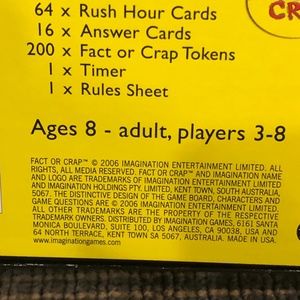 CR
64 x Rush Hour Cards
16 x Answer Cards
200 x Fact or Crap Tokens
1 x Timer
1 x Rules Sheet
Ages 8 - adult, players 3-8
FACT OR CRAP™ © 2006 IMAGINATION ENTERTAINMENT LIMITED. ALL
RIGHTS, ALL MEDIA RESERVED. FACT OR CRAP™ AND IMAGINATION NAME
AND LOGO ARE TRADEMARKS OF IMAGINATION ENTERTAINMENT LIMITED
AND IMAGINATION HOLDINGS PTY. LIMITED, KENT TOWN, SOUTH AUSTRALIA,
5067. THE DISTINCTIVE DESIGN OF THE GAME BOARD, CHARACTERS AND
GAME QUESTIONS ARE © 2006 IMAGINATION ENTERTAINMENT LIMITED.
ALL OTHER TRADEMARKS ARE THE PROPERTY OF THE RESPECTIVE
TRADEMARK OWNERS. DISTRIBUTED BY IMAGINATION GAMES, 6161 SANTA
MONICA BOULEVARD, SUITE 100, LOS ANGELES, CA 90038, USA AND
64 NORTH TERRACE, KENT TOWN SA 5067, AUSTRALIA. MADE IN USA.
www.imaginationgames.com